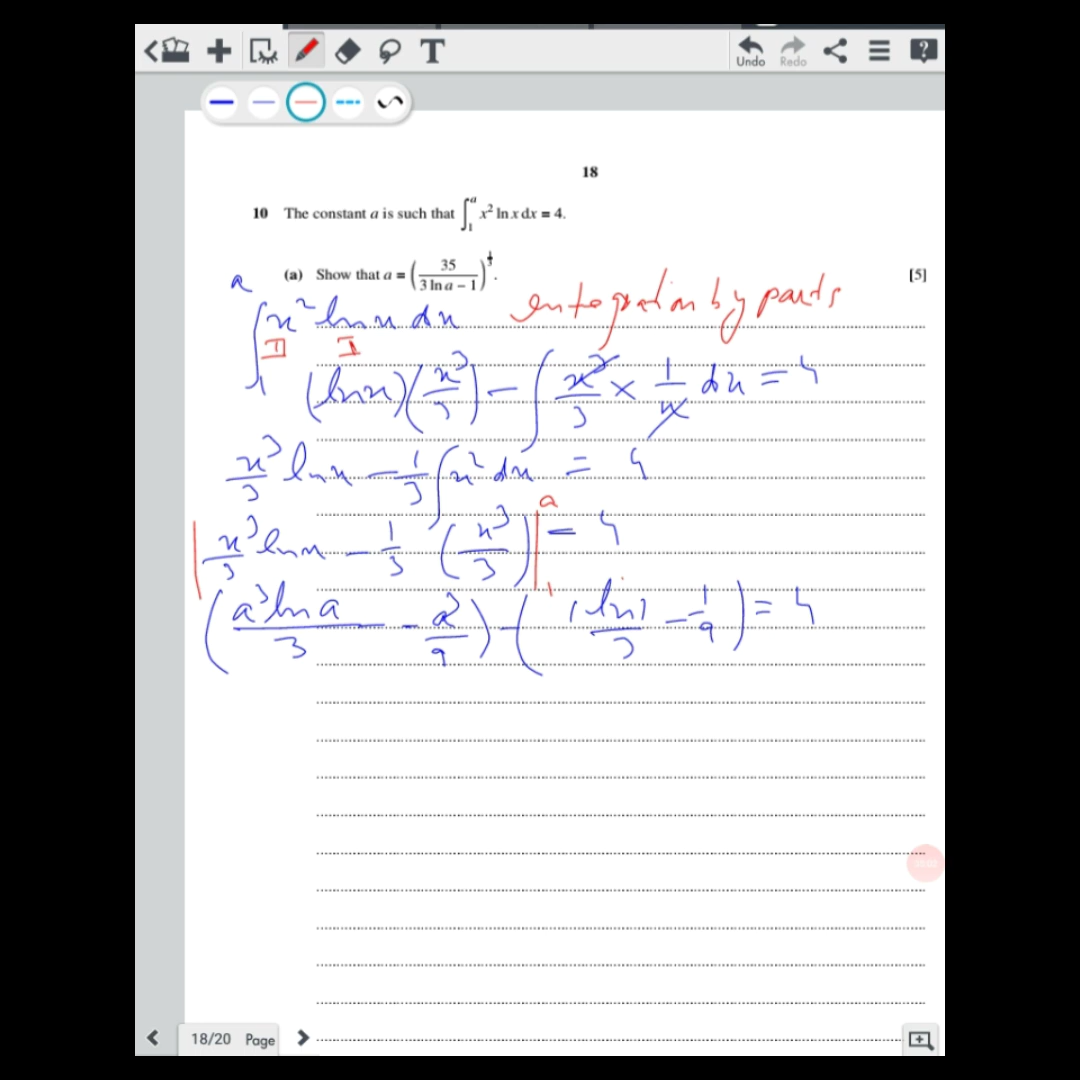 Undo Redo
18
10 The constant a is such that ∫₁ᵃ x² ln x dx = 4.
(a) Show that a = (35/(3 ln a − 1))^(1/3). [5]
∫₁ᵃ x² ln x dx entegration by parts
II I
(ln x)(x³/3) − ∫ x³/3 × 1/x dx = 4
x³/3 ln x − 1/3 ∫ x² dx = 4
| x³/3 ln x − 1/3 (x³/3) |₁ᵃ = 4
(a³ ln a/3 − a³/9) − (1 ln 1/3 − 1/9) = 4
18/20 Page